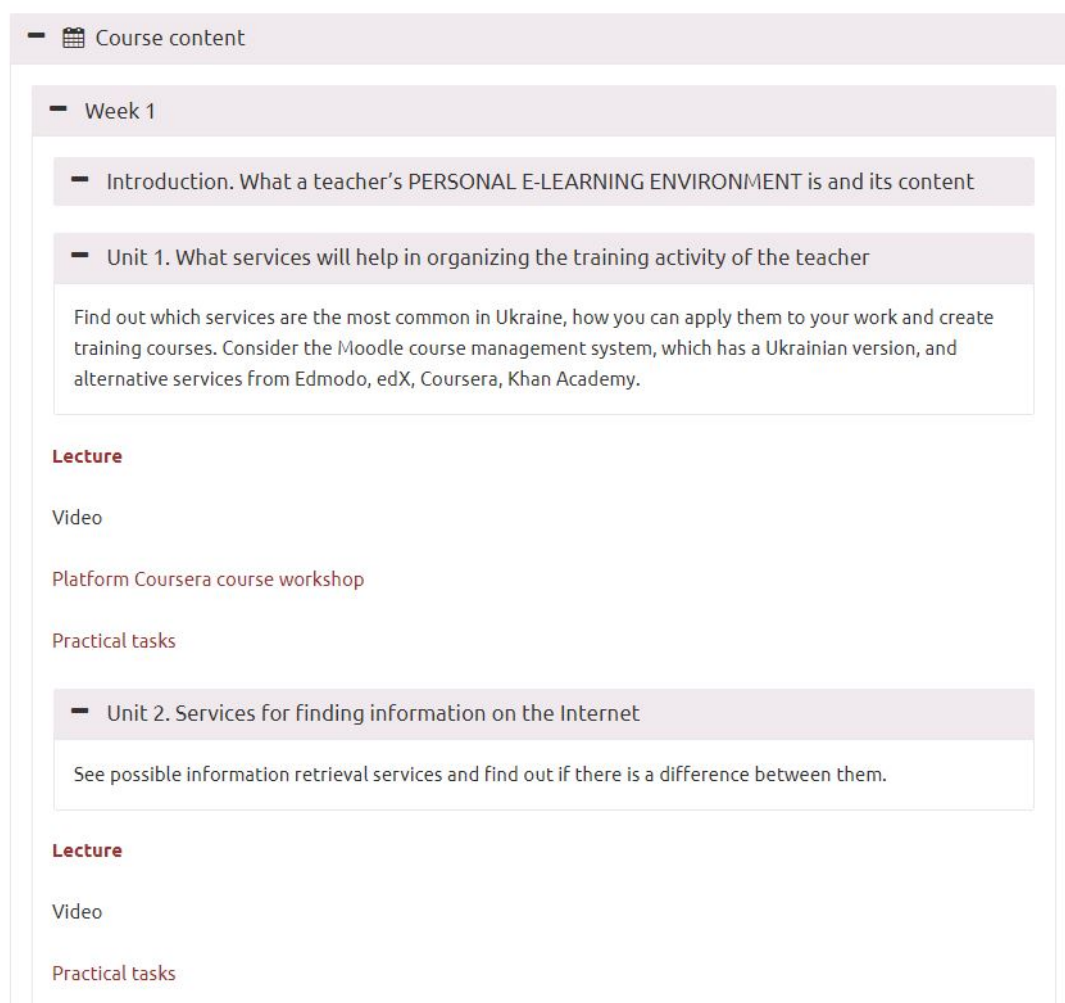 Course content
Week 1
Introduction. What a teacher's PERSONAL E-LEARNING ENVIRONMENT is and its content
Unit 1. What services will help in organizing the training activity of the teacher
Find out which services are the most common in Ukraine, how you can apply them to your work and create
training courses. Consider the Moodle course management system, which has a Ukrainian version, and
alternative services from Edmodo, edX, Coursera, Khan Academy.
Lecture
Video
Platform Coursera course workshop
Practical tasks
Unit 2. Services for finding information on the Internet
See possible information retrieval services and find out if there is a difference between them.
Lecture
Video
Practical tasks